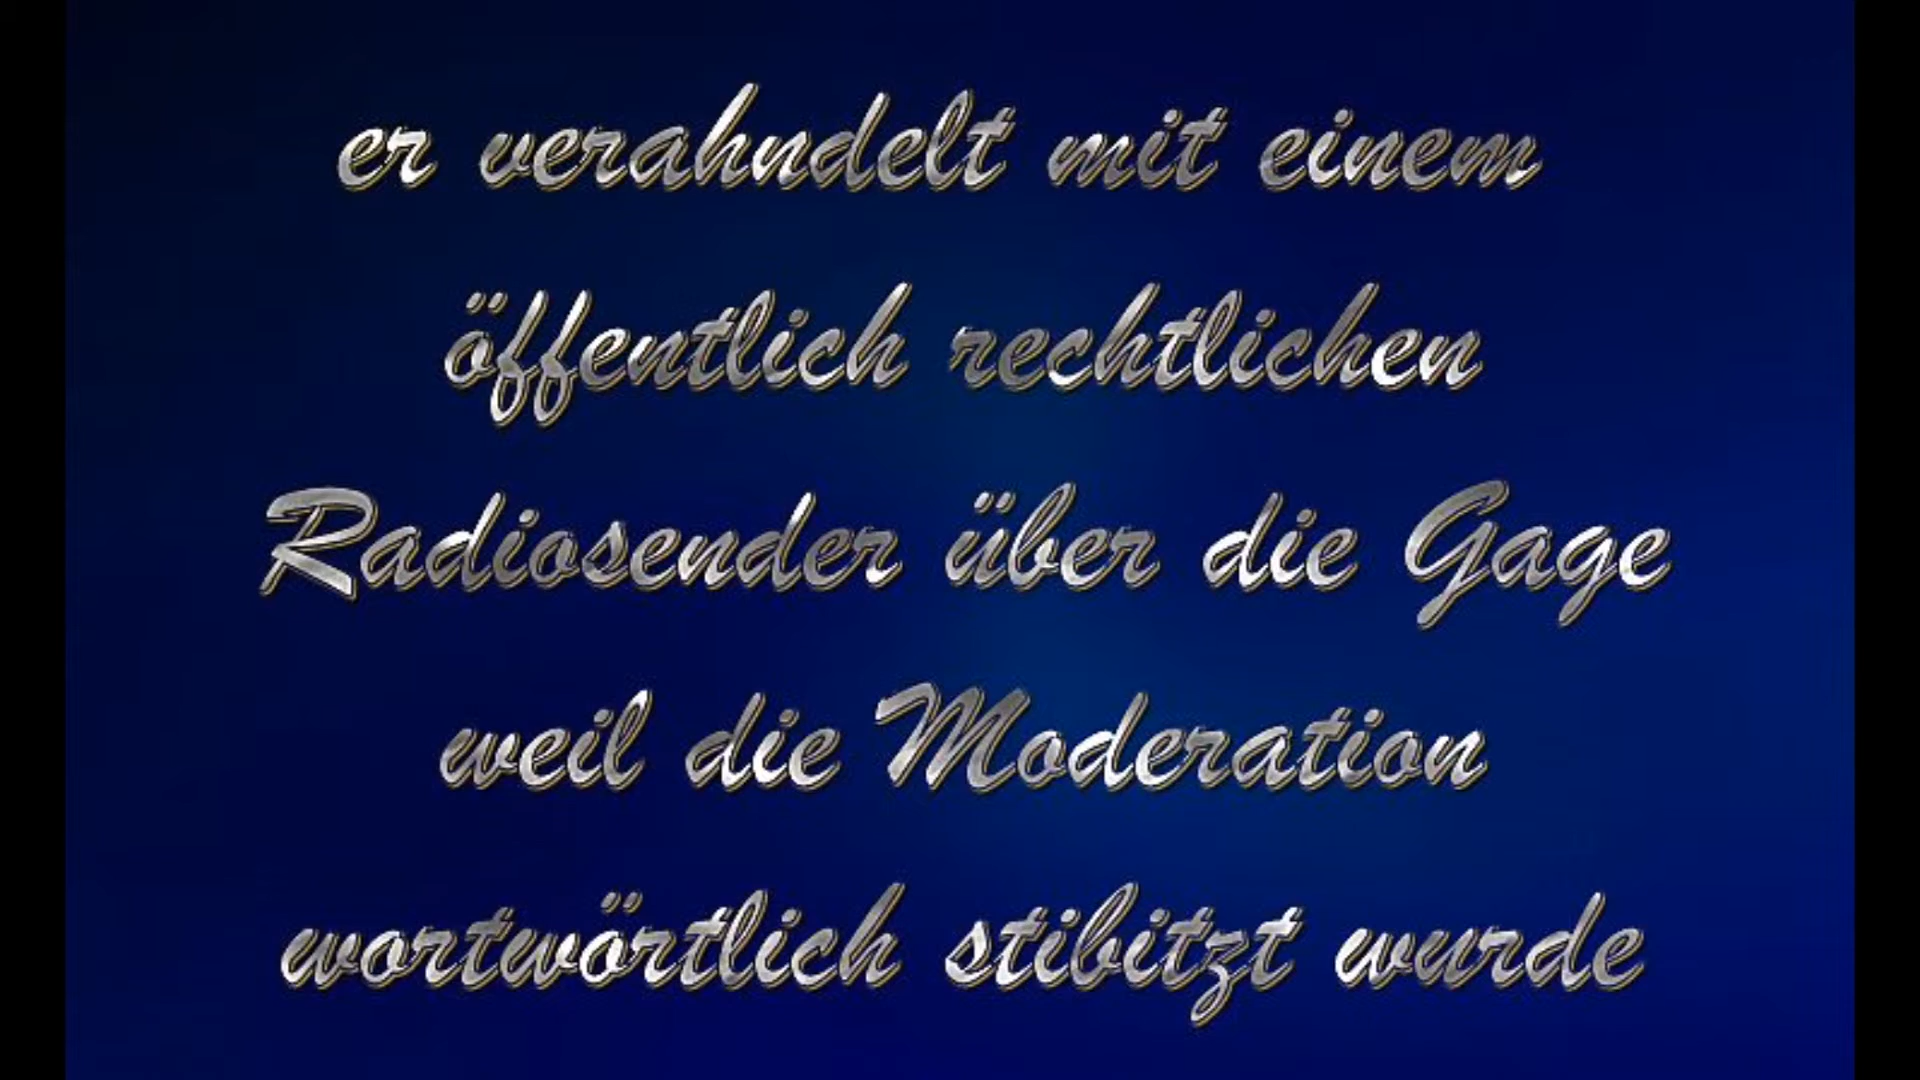 er verahndelt mit einem
öffentlich rechtlichen
Radiosender über die Gage
weil die Moderation
wortwörtlich stibitzt wurde